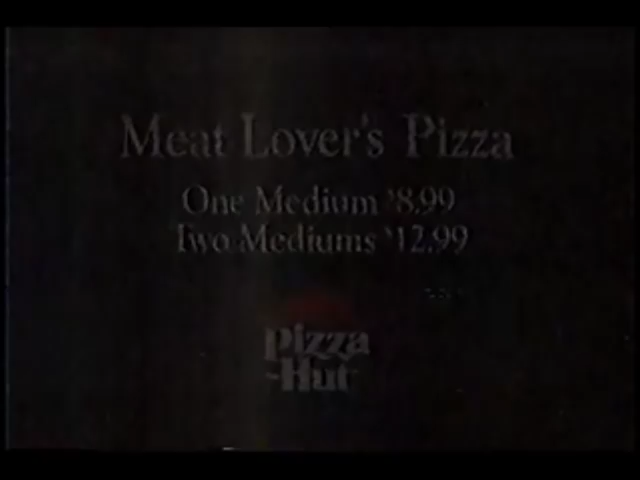 Meat Lover's Pizza
One Medium $8.99
Two Mediums $12.99
Pizza
Hut